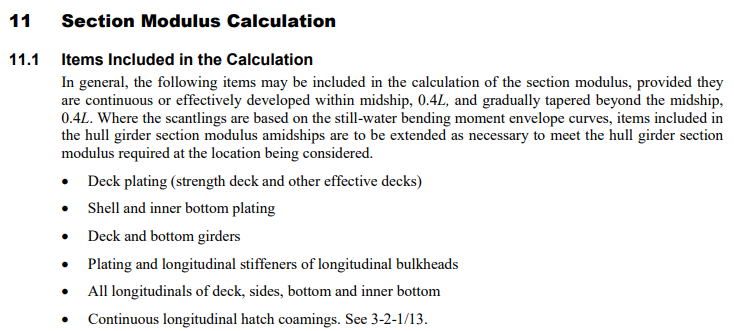 11 Section Modulus Calculation
11.1 Items Included in the Calculation
In general, the following items may be included in the calculation of the section modulus, provided they
are continuous or effectively developed within midship, 0.4L, and gradually tapered beyond the midship,
0.4L. Where the scantlings are based on the still-water bending moment envelope curves, items included in
the hull girder section modulus amidships are to be extended as necessary to meet the hull girder section
modulus required at the location being considered.
• Deck plating (strength deck and other effective decks)
• Shell and inner bottom plating
• Deck and bottom girders
• Plating and longitudinal stiffeners of longitudinal bulkheads
• All longitudinals of deck, sides, bottom and inner bottom
• Continuous longitudinal hatch coamings. See 3-2-1/13.